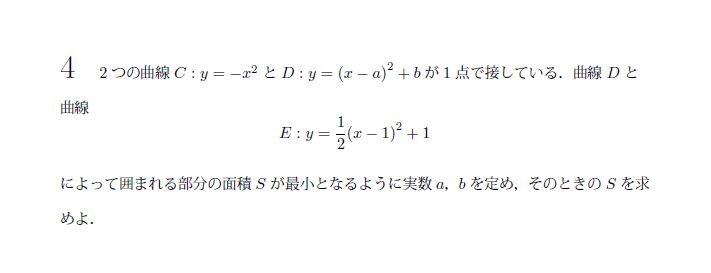 4 2つの曲線 C : y = −x² と D : y = (x − a)² + b が1点で接している．曲線 D と
曲線
E : y = 1/2 (x − 1)² + 1
によって囲まれる部分の面積 S が最小となるように実数 a，b を定め，そのときの S を求
めよ．